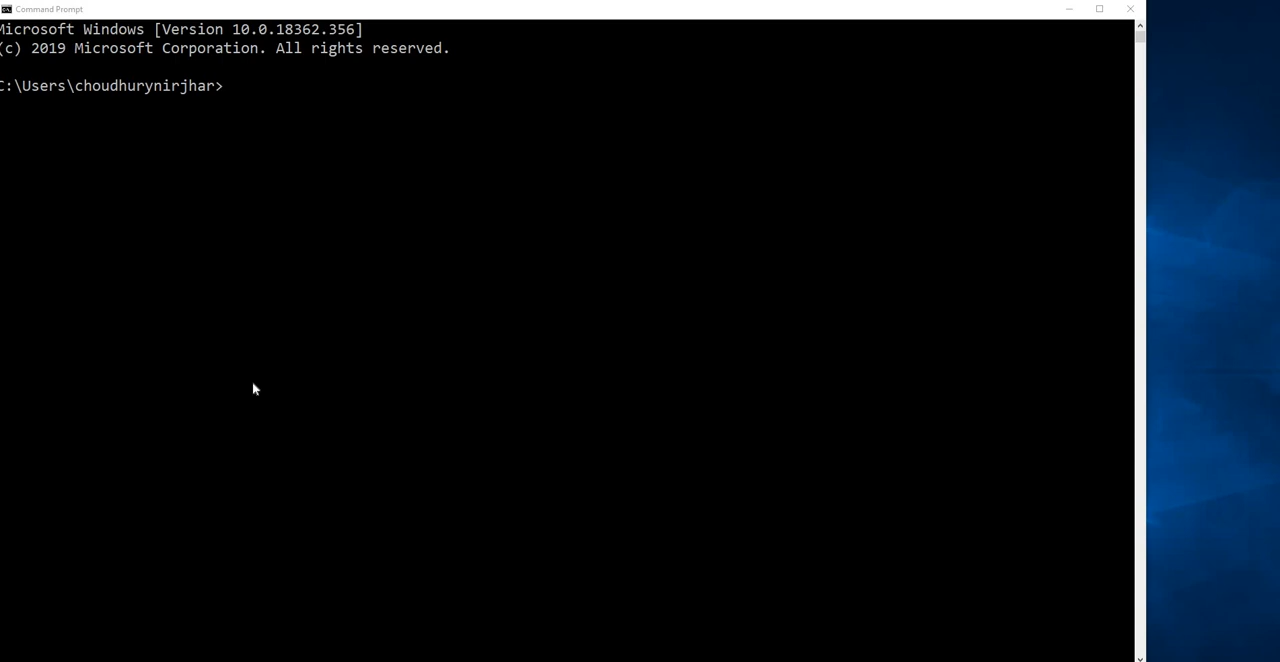 Command Prompt
Microsoft Windows [Version 10.0.18362.356]
(c) 2019 Microsoft Corporation. All rights reserved.
C:\Users\choudhurynirjhar>